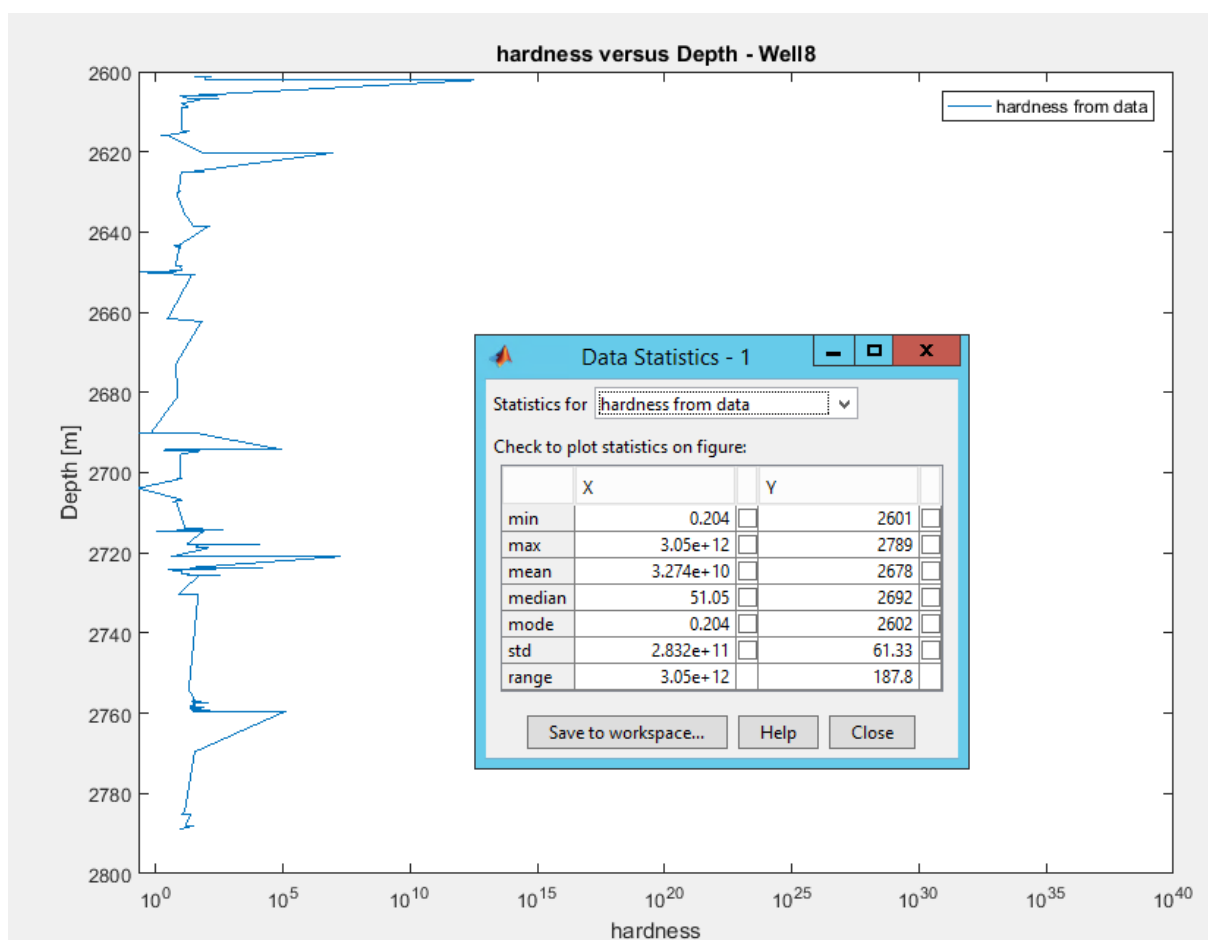 hardness versus Depth - Well8
2600
hardness from data
2620
2640
2660
2680
2700
2720
2740
2760
2780
2800
Depth [m]
10^0
10^5
10^10
10^15
10^20
10^25
10^30
10^35
10^40
hardness
Data Statistics - 1
Statistics for hardness from data
Check to plot statistics on figure:
X Y
min 0.204 2601
max 3.05e+12 2789
mean 3.274e+10 2678
median 51.05 2692
mode 0.204 2602
std 2.832e+11 61.33
range 3.05e+12 187.8
Save to workspace... Help Close